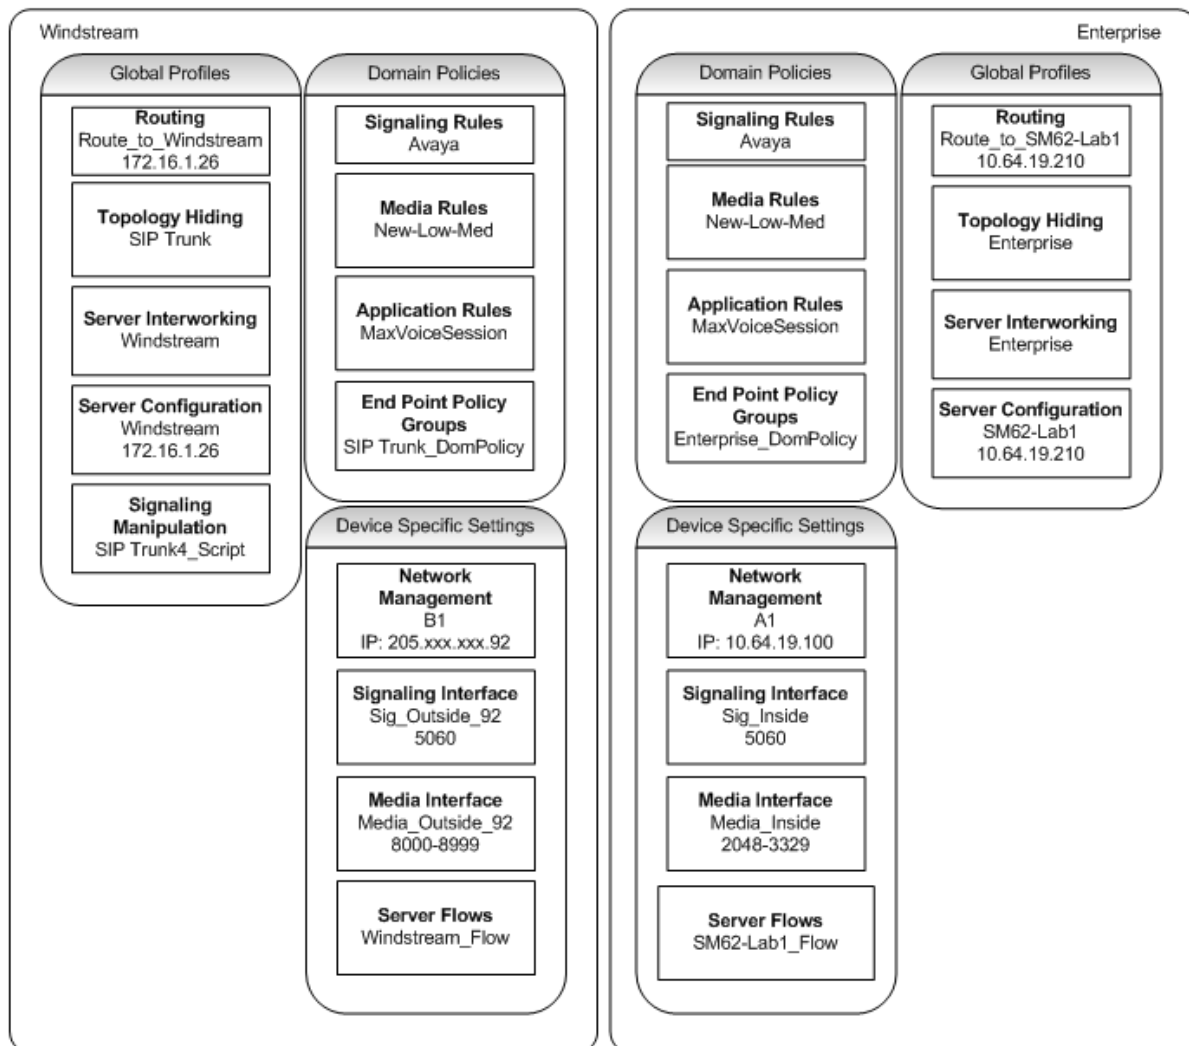 Windstream
Global Profiles
Routing
Route_to_Windstream
172.16.1.26
Topology Hiding
SIP Trunk
Server Interworking
Windstream
Server Configuration
Windstream
172.16.1.26
Signaling
Manipulation
SIP Trunk4_Script
Domain Policies
Signaling Rules
Avaya
Media Rules
New-Low-Med
Application Rules
MaxVoiceSession
End Point Policy
Groups
SIP Trunk_DomPolicy
Device Specific Settings
Network
Management
B1
IP: 205.xxx.xxx.92
Signaling Interface
Sig_Outside_92
5060
Media Interface
Media_Outside_92
8000-8999
Server Flows
Windstream_Flow
Enterprise
Domain Policies
Signaling Rules
Avaya
Media Rules
New-Low-Med
Application Rules
MaxVoiceSession
End Point Policy
Groups
Enterprise_DomPolicy
Global Profiles
Routing
Route_to_SM62-Lab1
10.64.19.210
Topology Hiding
Enterprise
Server Interworking
Enterprise
Server Configuration
SM62-Lab1
10.64.19.210
Device Specific Settings
Network
Management
A1
IP: 10.64.19.100
Signaling Interface
Sig_Inside
5060
Media Interface
Media_Inside
2048-3329
Server Flows
SM62-Lab1_Flow